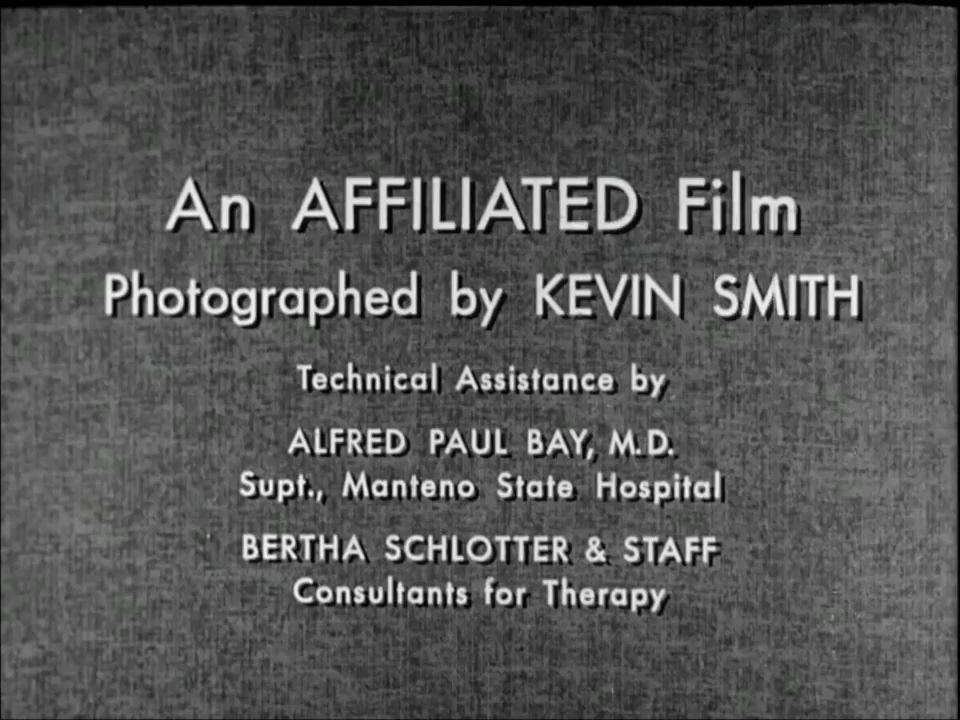 An AFFILIATED Film
Photographed by KEVIN SMITH
Technical Assistance by
ALFRED PAUL BAY, M.D.
Supt., Manteno State Hospital
BERTHA SCHLOTTER & STAFF
Consultants for Therapy